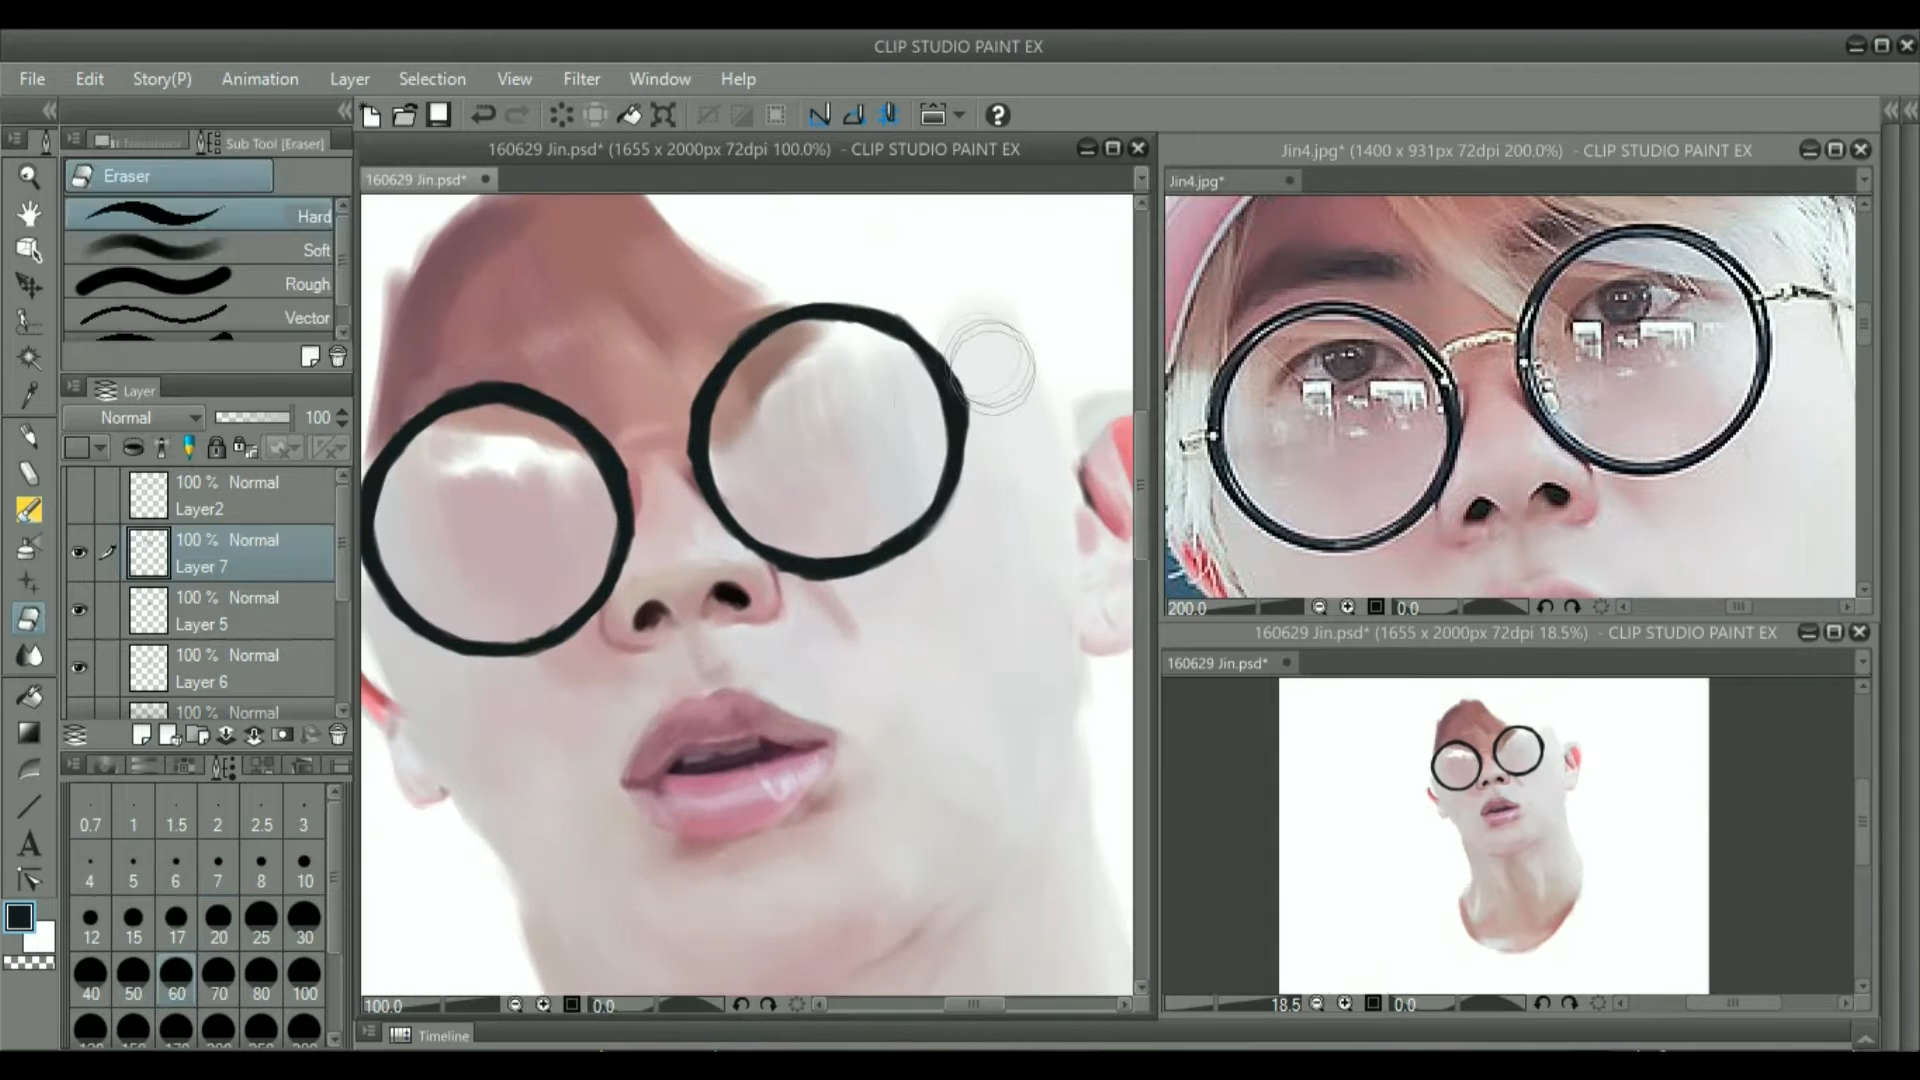 CLIP STUDIO PAINT EX
File Edit Story(P) Animation Layer Selection View Filter Window Help
Sub Tool [Eraser]
Eraser
Hard
Soft
Rough
Vector
Layer
Normal 100
100 % Normal
Layer2
100 % Normal
Layer 7
100 % Normal
Layer 5
100 % Normal
Layer 6
100 % Normal
0.7 1 1.5 2 2.5 3
4 5 6 7 8 10
12 15 17 20 25 30
40 50 60 70 80 100
A
160629 Jin.psd* (1655 x 2000px 72dpi 100.0%) - CLIP STUDIO PAINT EX
160629 Jin.psd*
100.0 0.0
Timeline
Jin4.jpg* (1400 x 931px 72dpi 200.0%) - CLIP STUDIO PAINT EX
Jin4.jpg*
200.0 0.0
160629 Jin.psd* (1655 x 2000px 72dpi 18.5%) - CLIP STUDIO PAINT EX
160629 Jin.psd*
18.5 0.0